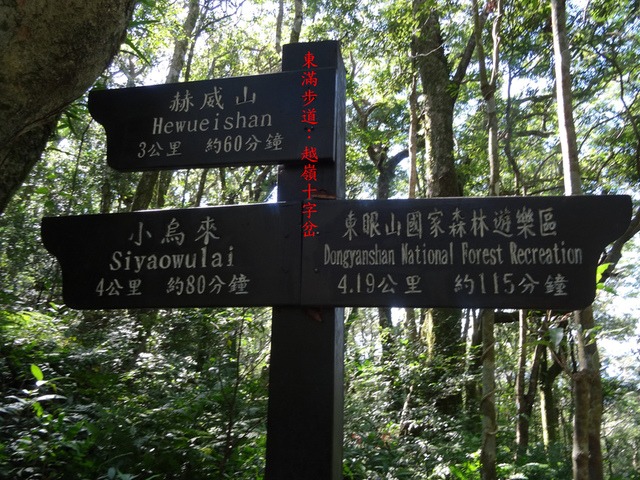 東滿步道:越嶺十字岔
赫威山
Hewueishan
3公里 約60分鐘
小烏來
Siyaowulai
4公里 約80分鐘
東眼山國家森林遊樂區
Dongyanshan National Forest Recreation
4.19公里 約115分鐘